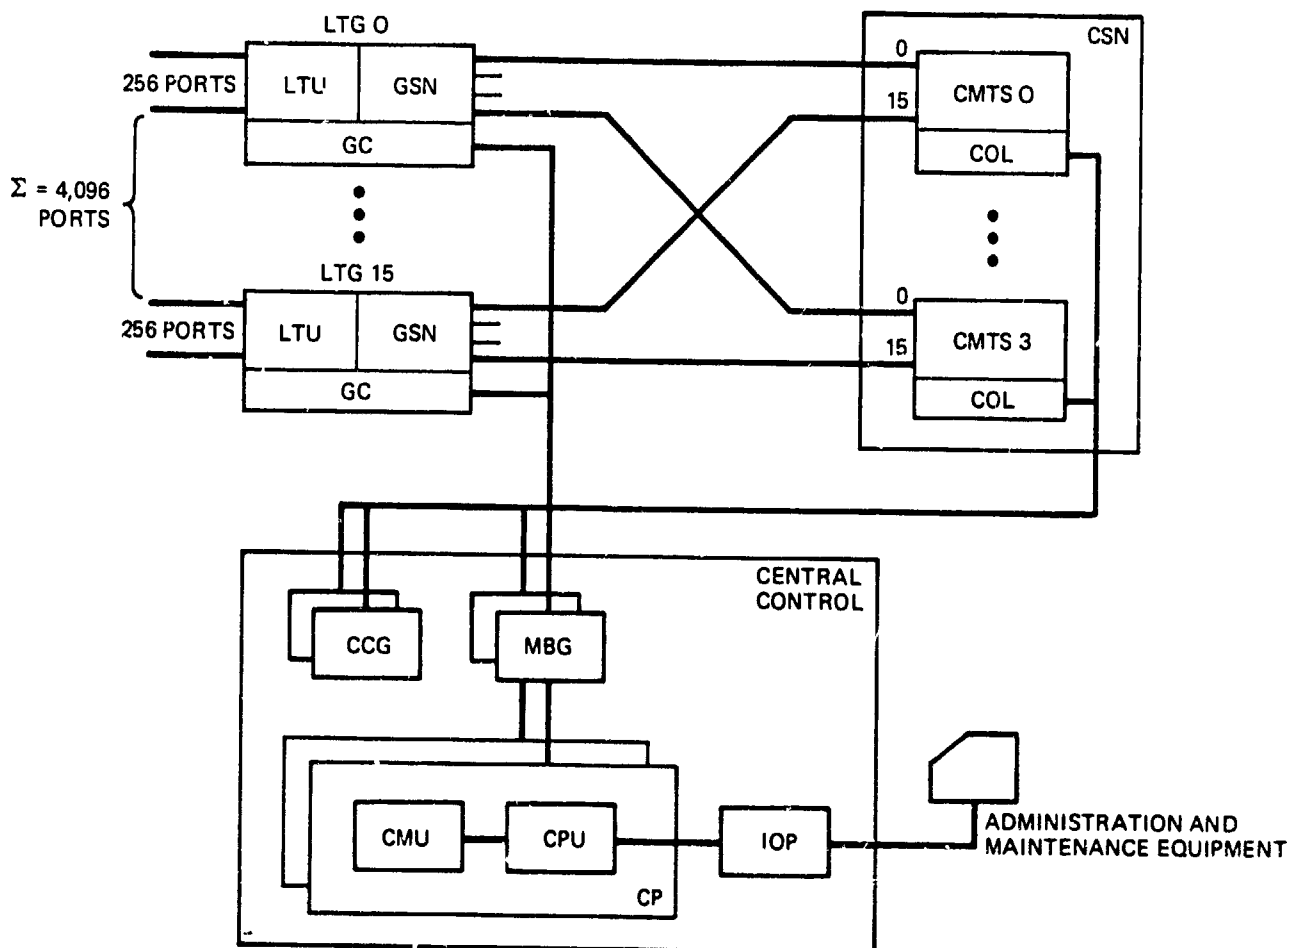 LTG 0
CSN
256 PORTS
LTU
GSN
0
CMTS 0
15
GC
COL
Σ = 4,096
PORTS
LTG 15
256 PORTS
LTU
GSN
0
CMTS 3
15
GC
COL
CENTRAL
CONTROL
CCG
MBG
CMU
CPU
IOP
CP
ADMINISTRATION AND
MAINTENANCE EQUIPMENT